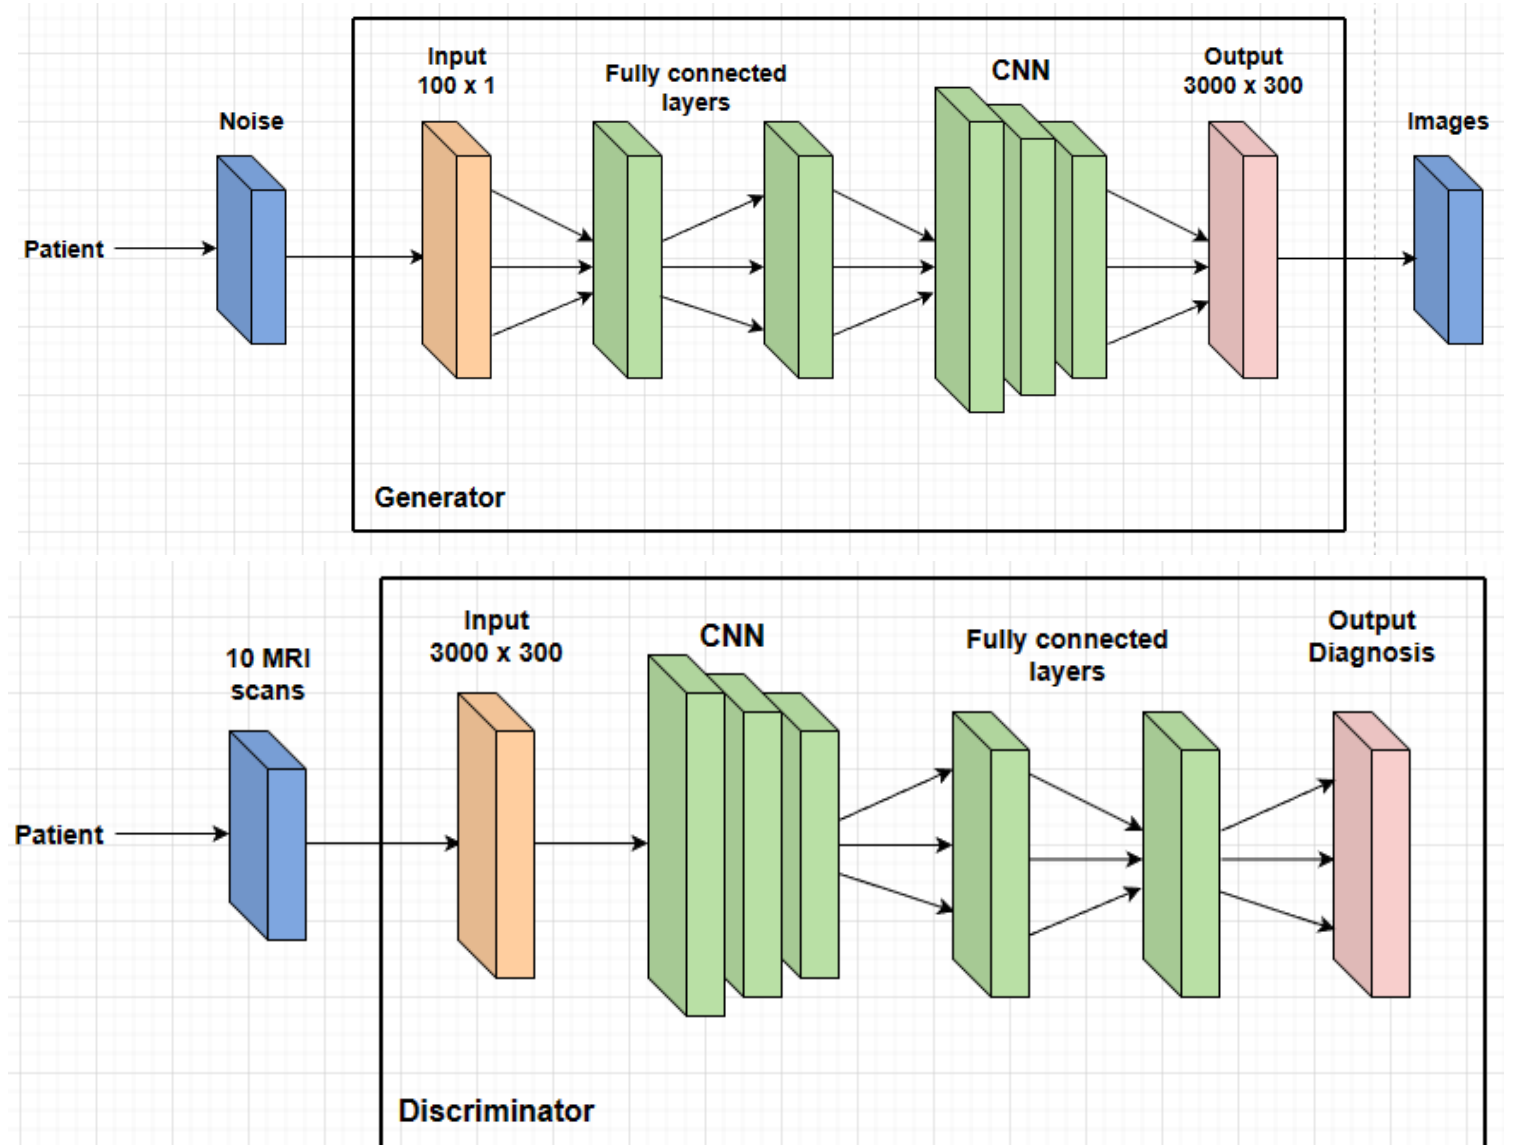 Patient
Noise
Input
100 x 1
Fully connected
layers
CNN
Output
3000 x 300
Images
Generator
Patient
10 MRI
scans
Input
3000 x 300
CNN
Fully connected
layers
Output
Diagnosis
Discriminator